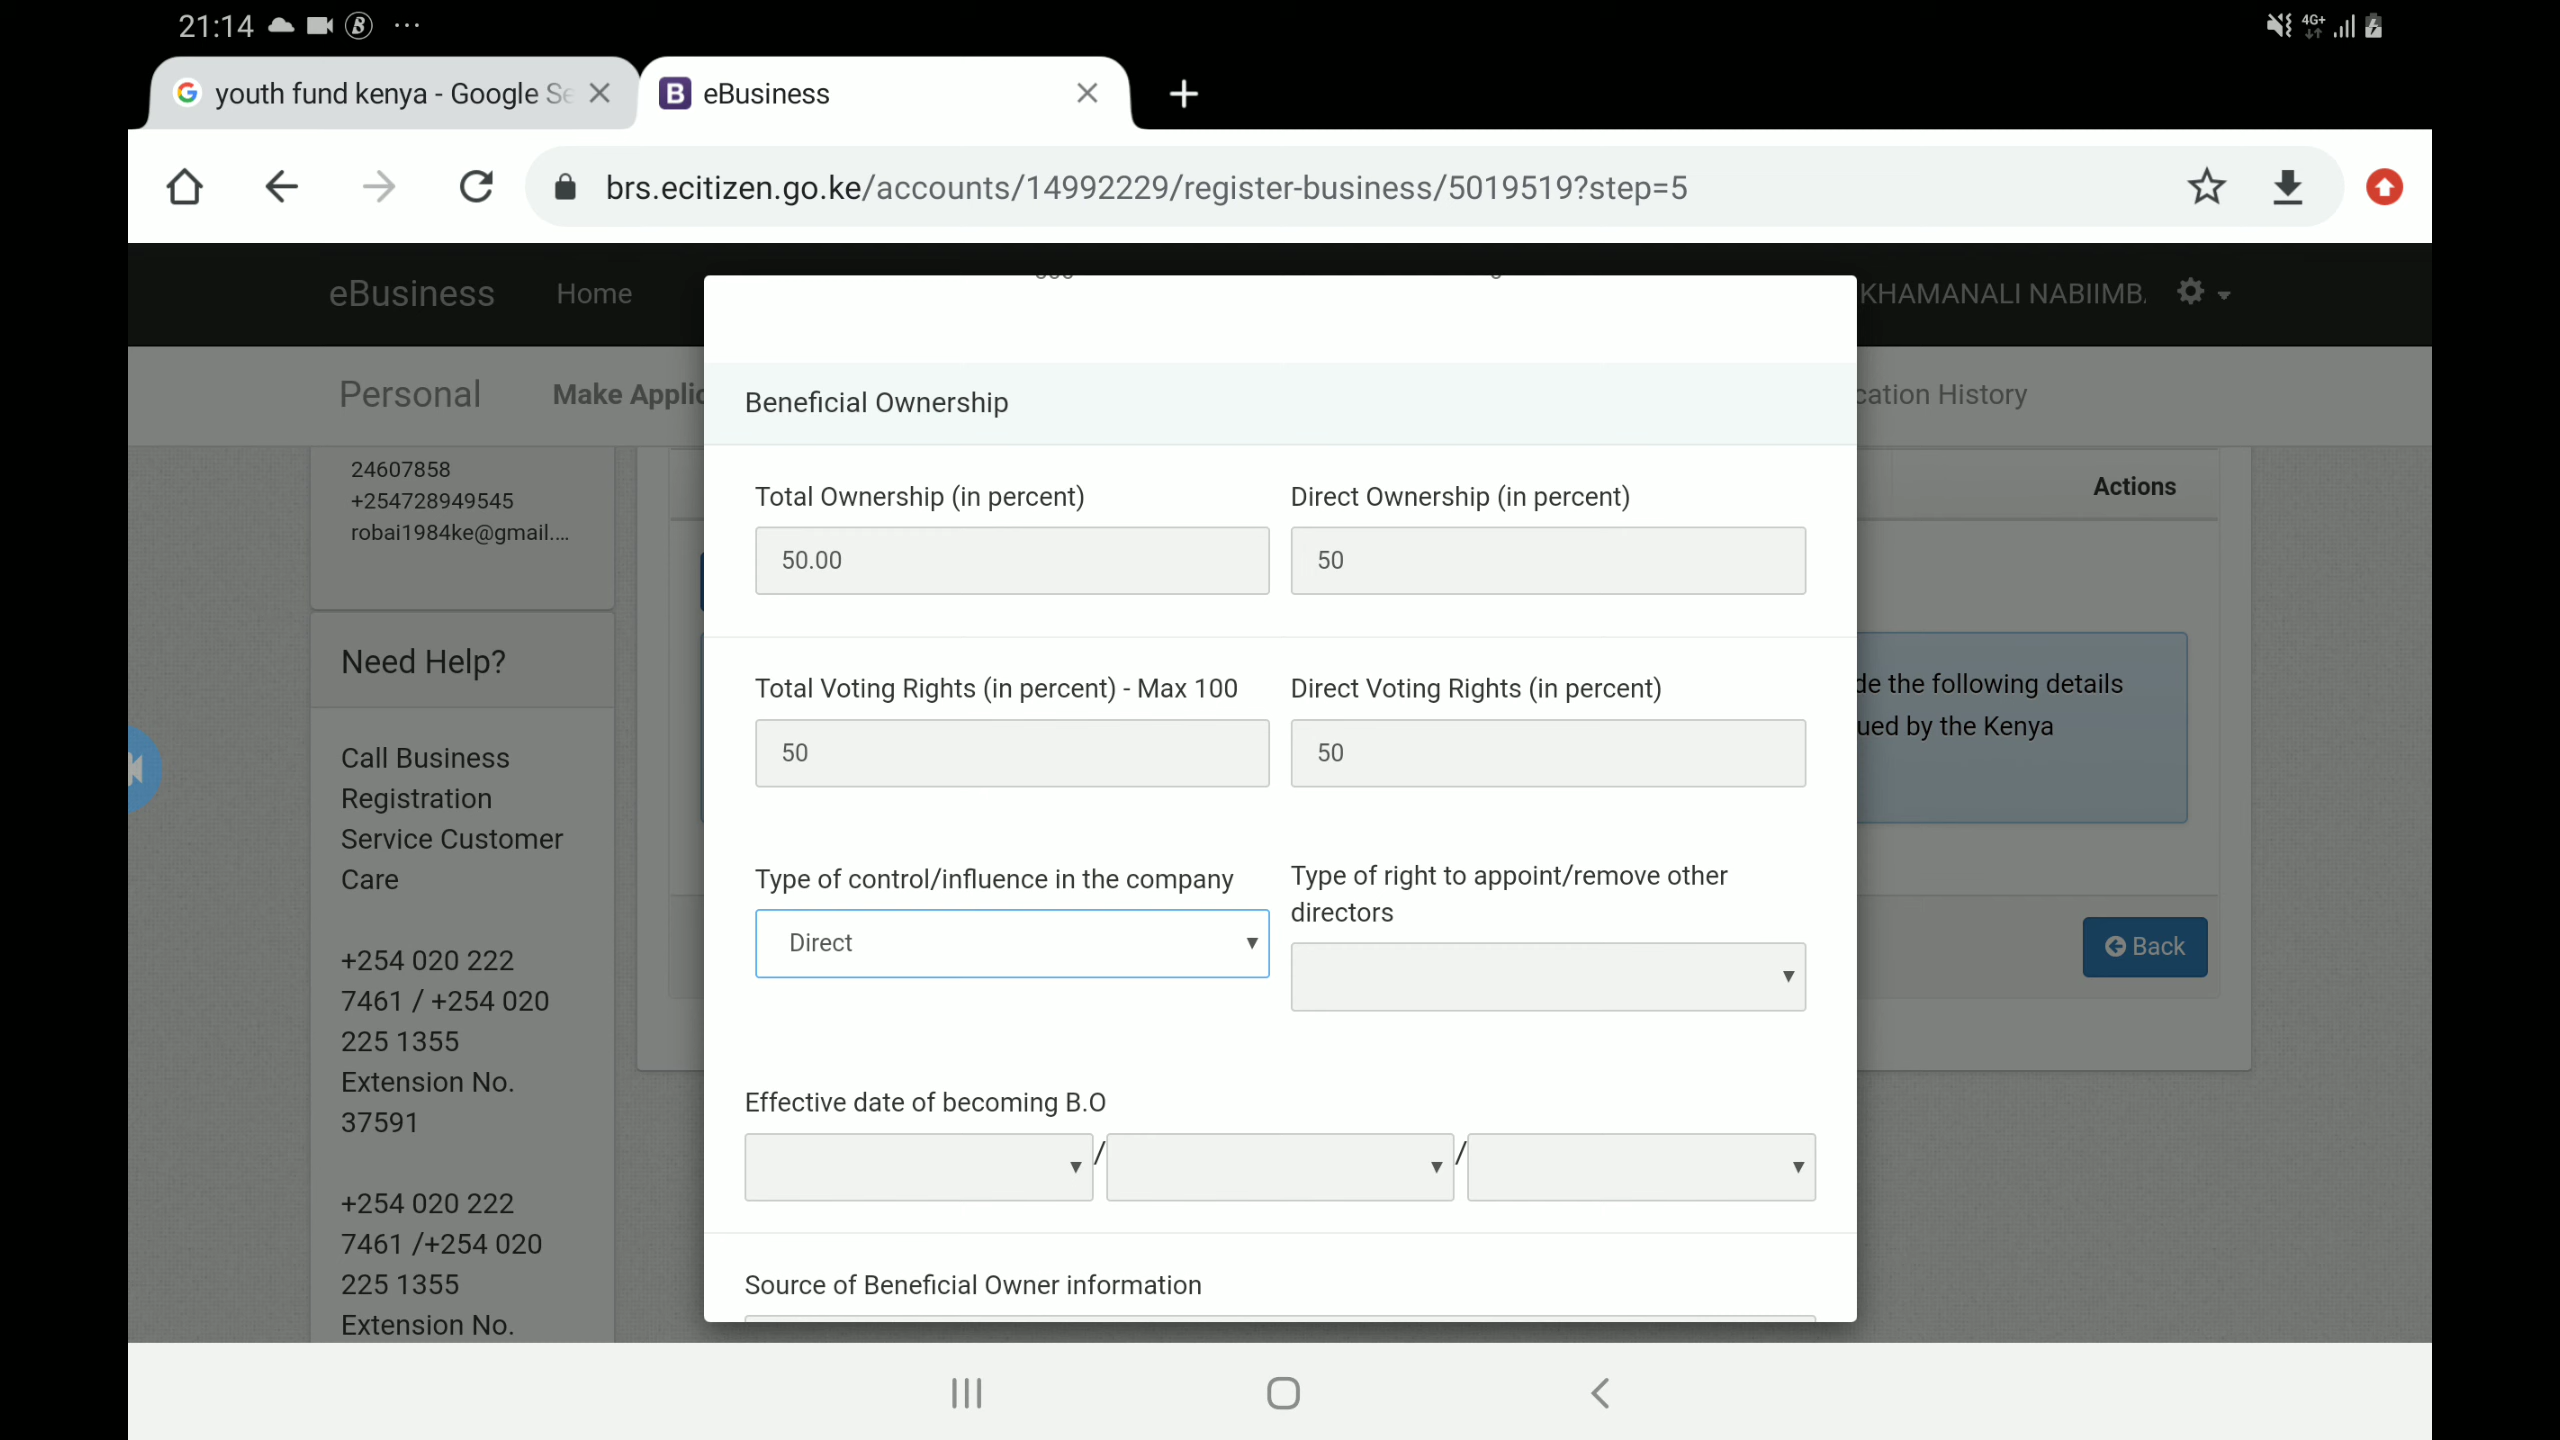 21:14
4G+
youth fund kenya - Google Se
eBusiness
brs.ecitizen.go.ke/accounts/14992229/register-business/5019519?step=5
eBusiness Home
KHAMANALI NABIIMB.
Personal Make Applic
cation History
24607858
+254728949545
robai1984ke@gmail....
Need Help?
Call Business
Registration
Service Customer
Care
+254 020 222
7461 / +254 020
225 1355
Extension No.
37591
+254 020 222
7461 /+254 020
225 1355
Extension No.
Beneficial Ownership
Total Ownership (in percent) Direct Ownership (in percent)
50.00 50
Total Voting Rights (in percent) - Max 100 Direct Voting Rights (in percent)
50 50
Type of control/influence in the company
Direct
Type of right to appoint/remove other
directors
Effective date of becoming B.O
/ /
Source of Beneficial Owner information
Actions
de the following details
ued by the Kenya
Back